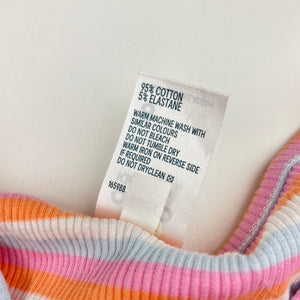 95% COTTON
5% ELASTANE
WARM MACHINE WASH WITH
SIMILAR COLOURS
DO NOT BLEACH
DO NOT TUMBLE DRY
WARM IRON ON REVERSE SIDE
IF REQUIRED
DO NOT DRYCLEAN
165988